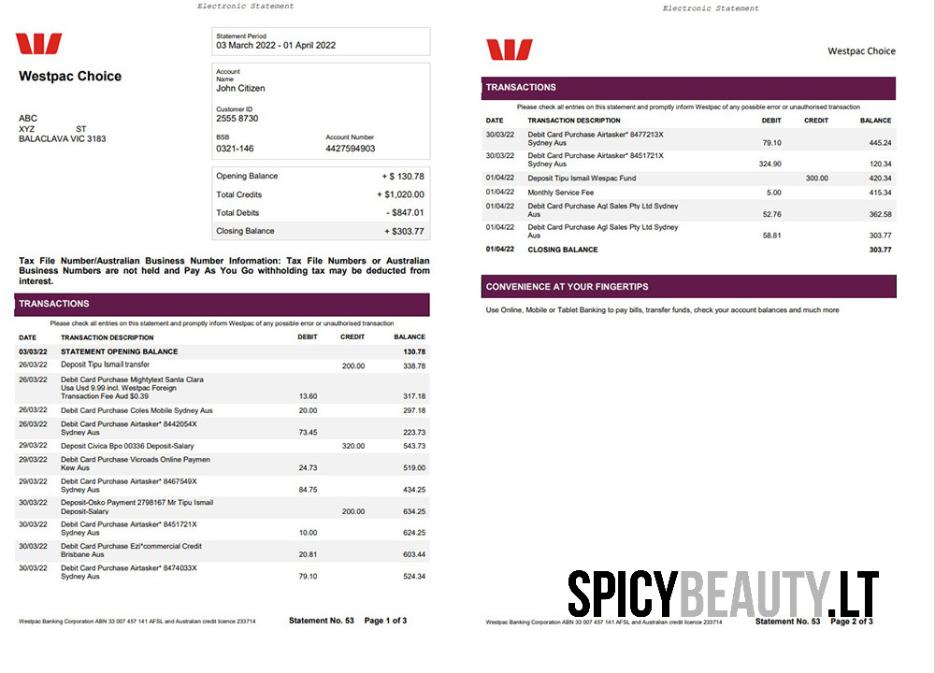 Electronic Statement
Statement Period
03 March 2022 - 01 April 2022
Westpac Choice
Account
Name
John Citizen
Customer ID
2555 8730
BSB Account Number
0321-146 4427594903
ABC
XYZ ST
BALACLAVA VIC 3183
Opening Balance + $ 130.78
Total Credits + $1,020.00
Total Debits - $847.01
Closing Balance + $303.77
Tax File Number/Australian Business Number Information: Tax File Numbers or Australian
Business Numbers are not held and Pay As You Go withholding tax may be deducted from
interest.
TRANSACTIONS
Please check all entries on this statement and promptly inform Westpac of any possible error or unauthorised transaction
DATE TRANSACTION DESCRIPTION DEBIT CREDIT BALANCE
03/03/22 STATEMENT OPENING BALANCE 130.78
26/03/22 Deposit Tipu Ismail transfer 200.00 338.78
26/03/22 Debit Card Purchase Mightytext Santa Clara
Usa Usd 9.99 incl. Westpac Foreign
Transaction Fee Aud $0.39 13.60 317.18
26/03/22 Debit Card Purchase Coles Mobile Sydney Aus 20.00 297.18
26/03/22 Debit Card Purchase Airtasker* 8442054X
Sydney Aus 73.45 223.73
29/03/22 Deposit Civica Bpo 00336 Deposit-Salary 320.00 543.73
29/03/22 Debit Card Purchase Vicroads Online Paymen
Kew Aus 24.73 519.00
29/03/22 Debit Card Purchase Airtasker* 8467549X
Sydney Aus 84.75 434.25
30/03/22 Deposit-Osko Payment 2798167 Mr Tipu Ismail
Deposit-Salary 200.00 634.25
30/03/22 Debit Card Purchase Airtasker* 8451721X
Sydney Aus 10.00 624.25
30/03/22 Debit Card Purchase Ezi*commercial Credit
Brisbane Aus 20.81 603.44
30/03/22 Debit Card Purchase Airtasker* 8474033X
Sydney Aus 79.10 524.34
Westpac Banking Corporation ABN 33 007 457 141 AFSL and Australian credit licence 233714 Statement No. 53 Page 1 of 3
Electronic Statement
Westpac Choice
TRANSACTIONS
Please check all entries on this statement and promptly inform Westpac of any possible error or unauthorised transaction
DATE TRANSACTION DESCRIPTION DEBIT CREDIT BALANCE
30/03/22 Debit Card Purchase Airtasker* 8477213X
Sydney Aus 79.10 445.24
30/03/22 Debit Card Purchase Airtasker* 8451721X
Sydney Aus 324.90 120.34
01/04/22 Deposit Tipu Ismail Wespac Fund 300.00 420.34
01/04/22 Monthly Service Fee 5.00 415.34
01/04/22 Debit Card Purchase Agl Sales Pty Ltd Sydney
Aus 52.76 362.58
01/04/22 Debit Card Purchase Agl Sales Pty Ltd Sydney
Aus 58.81 303.77
01/04/22 CLOSING BALANCE 303.77
CONVENIENCE AT YOUR FINGERTIPS
Use Online, Mobile or Tablet Banking to pay bills, transfer funds, check your account balances and much more
SPICYBEAUTY.LT
Westpac Banking Corporation ABN 33 007 457 141 AFSL and Australian credit licence 233714 Statement No. 53 Page 2 of 3